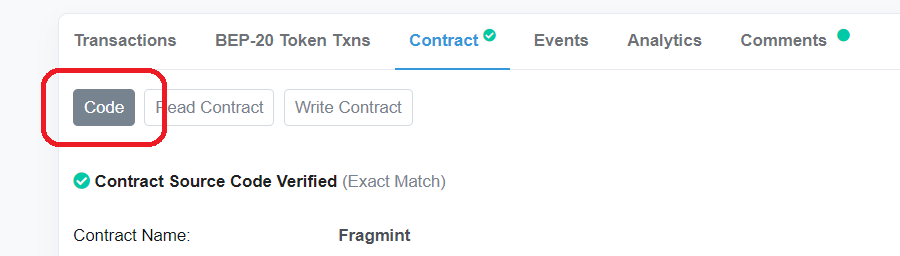 Transactions BEP-20 Token Txns Contract Events Analytics Comments
Code Read Contract Write Contract
Contract Source Code Verified (Exact Match)
Contract Name: Fragmint